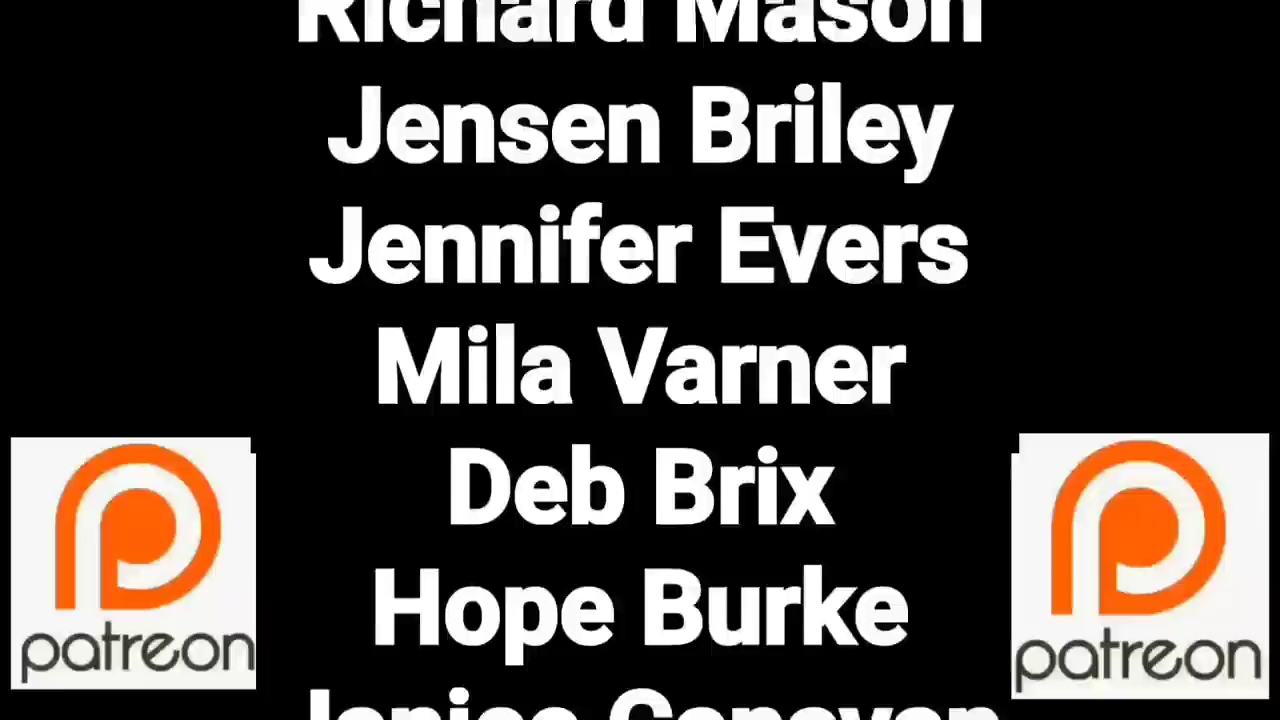 Richard Mason
Jensen Briley
Jennifer Evers
Mila Varner
Deb Brix
Hope Burke
patreon
patreon